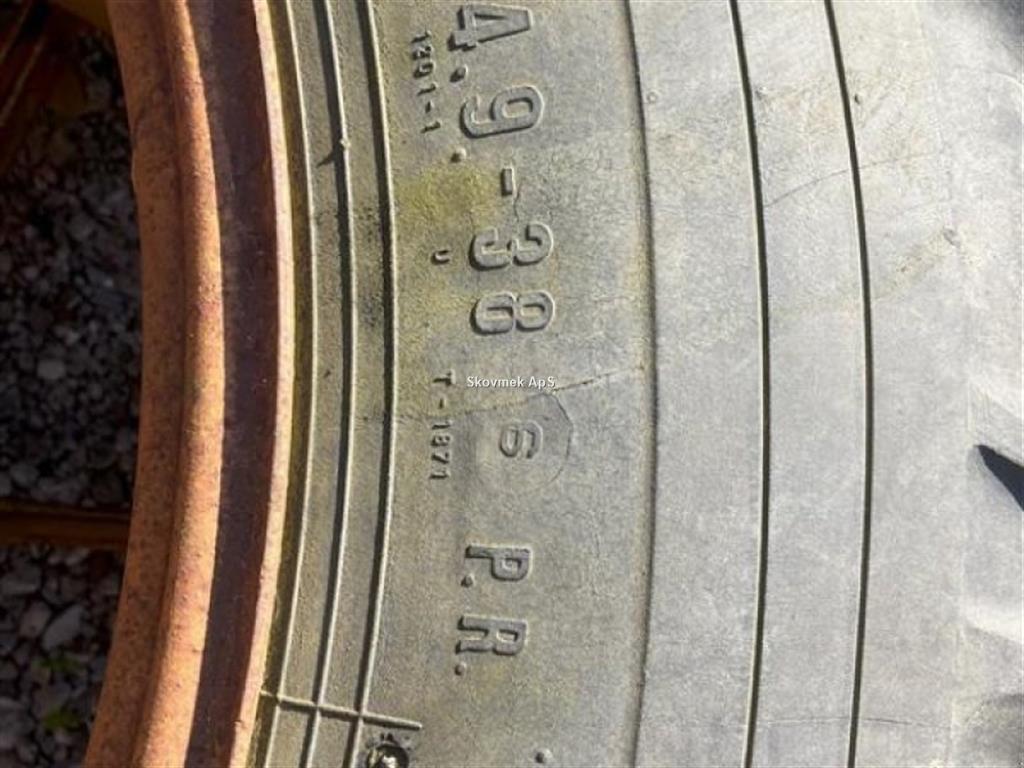 4.9-38 6 P.R.
1391-1
U
T-1871
Skovmek ApS